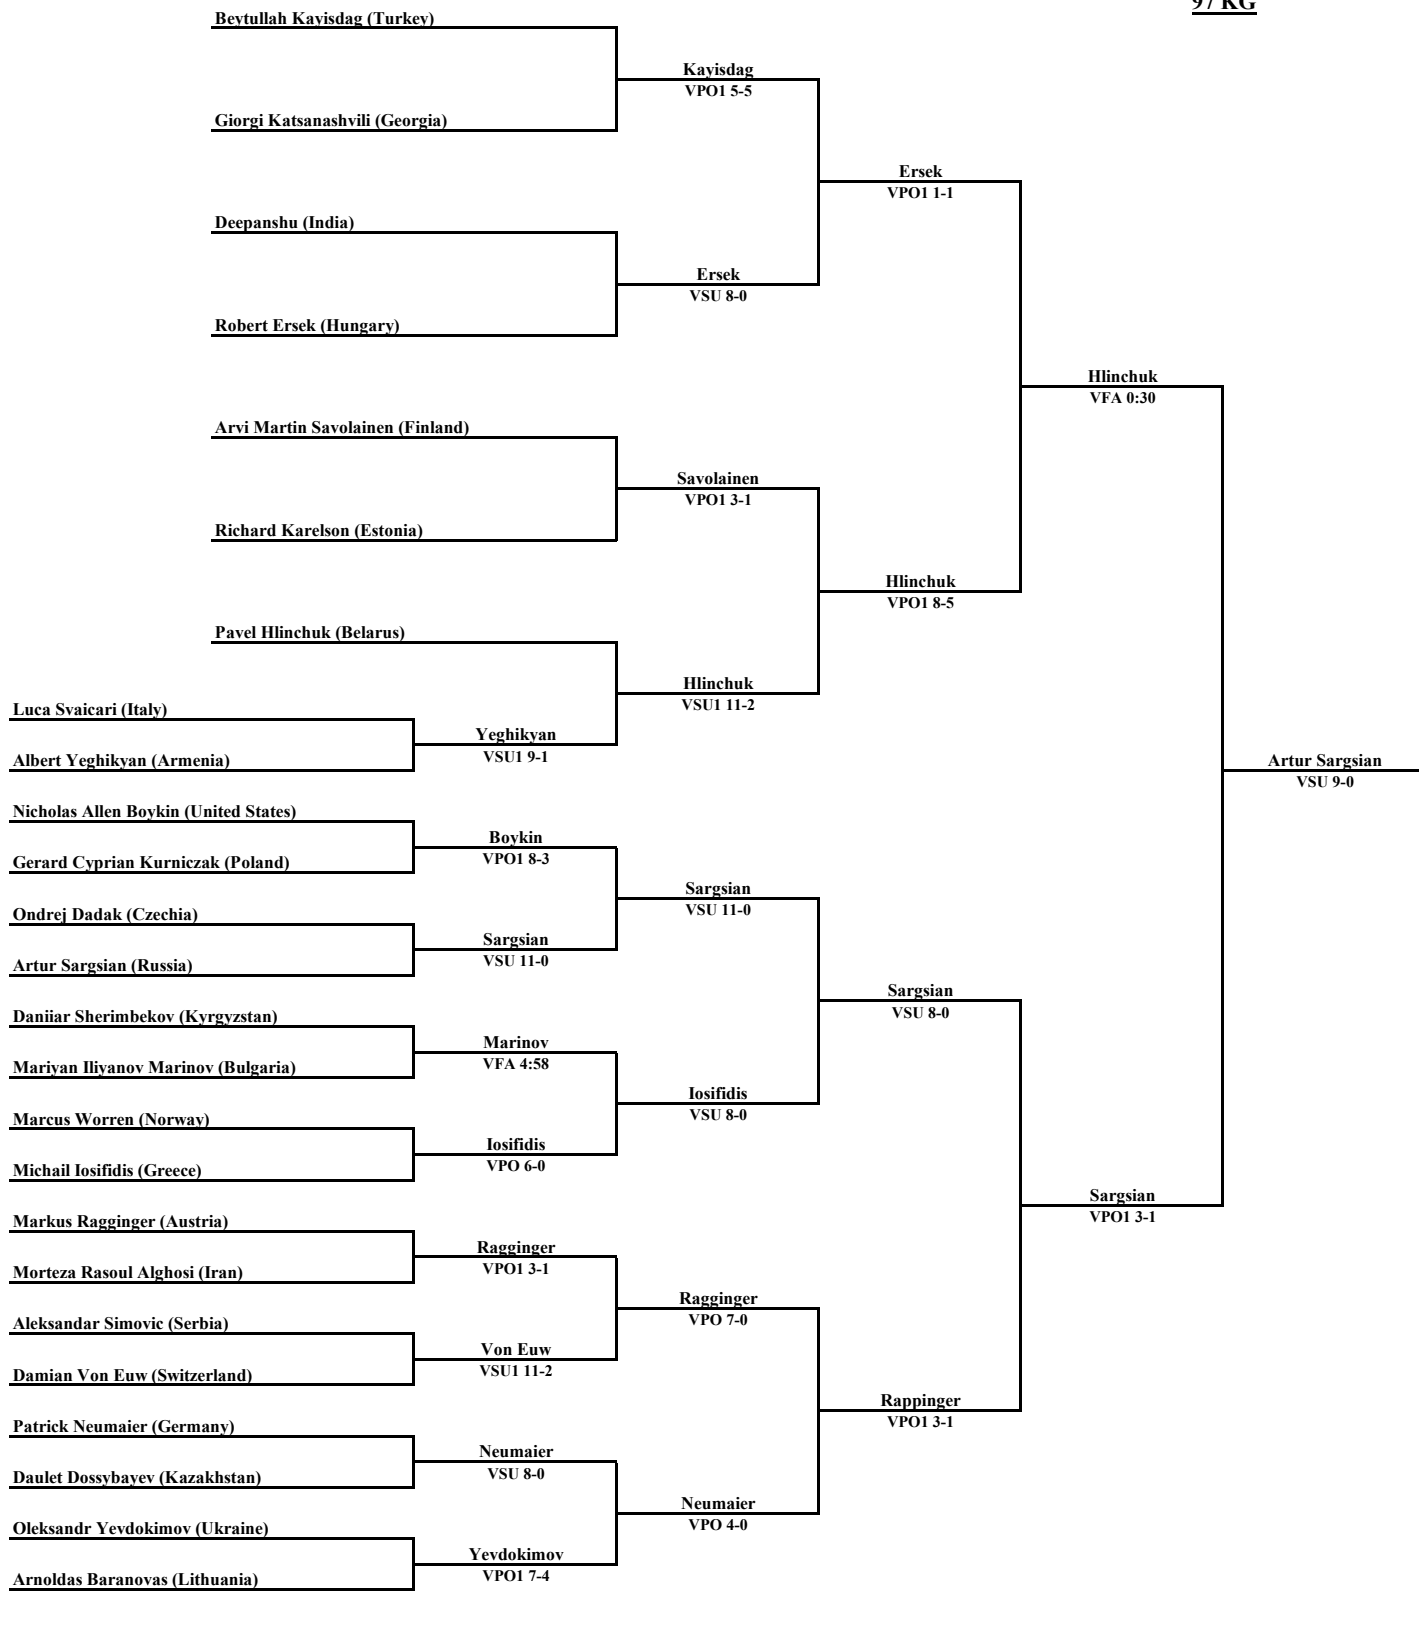 97 KG
Beytullah Kayisdag (Turkey)
Kayisdag
VPO1 5-5
Giorgi Katsanashvili (Georgia)
Ersek
VPO1 1-1
Deepanshu (India)
Ersek
VSU 8-0
Robert Ersek (Hungary)
Hlinchuk
VFA 0:30
Arvi Martin Savolainen (Finland)
Savolainen
VPO1 3-1
Richard Karelson (Estonia)
Hlinchuk
VPO1 8-5
Pavel Hlinchuk (Belarus)
Hlinchuk
VSU1 11-2
Luca Svaicari (Italy)
Yeghikyan
VSU1 9-1
Albert Yeghikyan (Armenia)
Artur Sargsian
VSU 9-0
Nicholas Allen Boykin (United States)
Boykin
VPO1 8-3
Gerard Cyprian Kurniczak (Poland)
Sargsian
VSU 11-0
Ondrej Dadak (Czechia)
Sargsian
VSU 11-0
Artur Sargsian (Russia)
Sargsian
VSU 8-0
Daniiar Sherimbekov (Kyrgyzstan)
Marinov
VFA 4:58
Mariyan Iliyanov Marinov (Bulgaria)
Iosifidis
VSU 8-0
Marcus Worren (Norway)
Iosifidis
VPO 6-0
Michail Iosifidis (Greece)
Sargsian
VPO1 3-1
Markus Ragginger (Austria)
Ragginger
VPO1 3-1
Morteza Rasoul Alghosi (Iran)
Ragginger
VPO 7-0
Aleksandar Simovic (Serbia)
Von Euw
VSU1 11-2
Damian Von Euw (Switzerland)
Rappinger
VPO1 3-1
Patrick Neumaier (Germany)
Neumaier
VSU 8-0
Daulet Dossybayev (Kazakhstan)
Neumaier
VPO 4-0
Oleksandr Yevdokimov (Ukraine)
Yevdokimov
VPO1 7-4
Arnoldas Baranovas (Lithuania)